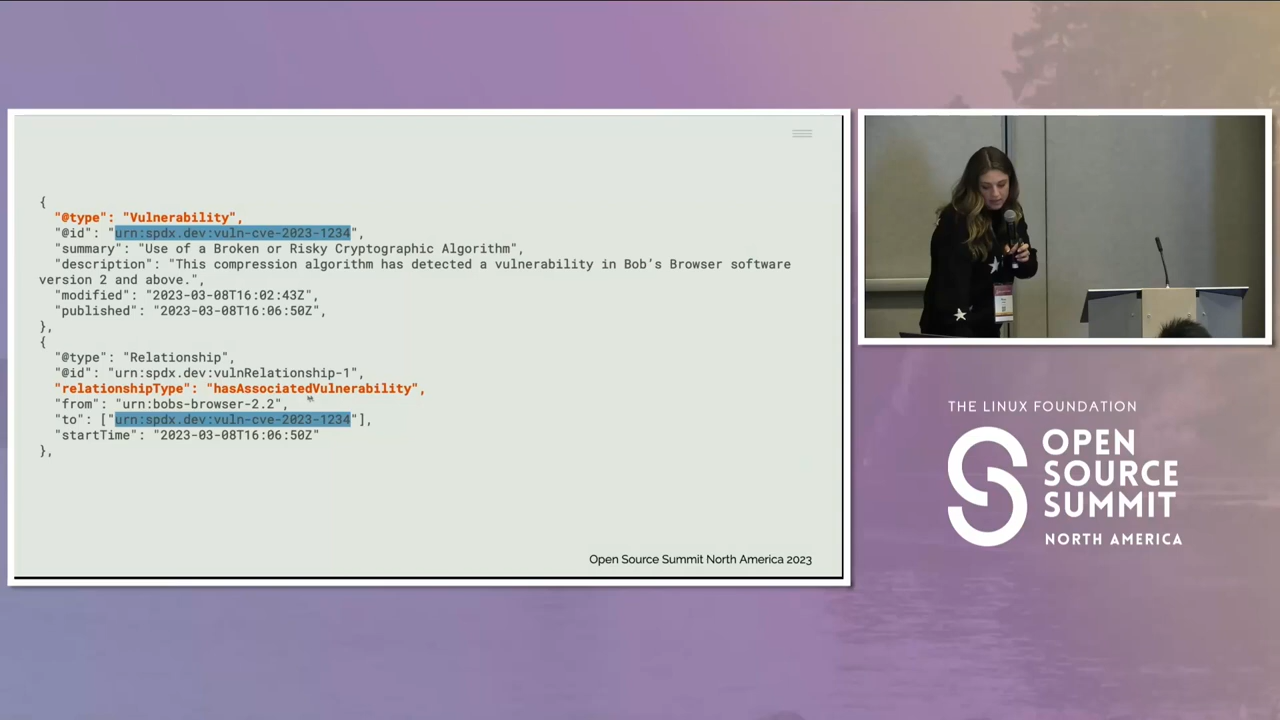 {
"@type": "Vulnerability",
"@id": "urn:spdx.dev:vuln-cve-2023-1234",
"summary": "Use of a Broken or Risky Cryptographic Algorithm",
"description": "This compression algorithm has detected a vulnerability in Bob's Browser software
version 2 and above.",
"modified": "2023-03-08T16:02:43Z",
"published": "2023-03-08T16:06:50Z",
},
{
"@type": "Relationship",
"@id": "urn:spdx.dev:vulnRelationship-1",
"relationshipType": "hasAssociatedVulnerability",
"from": "urn:bobs-browser-2.2",
"to": ["urn:spdx.dev:vuln-cve-2023-1234"],
"startTime": "2023-03-08T16:06:50Z"
},
Open Source Summit North America 2023
THE LINUX FOUNDATION
OPEN
SOURCE
SUMMIT
NORTH AMERICA